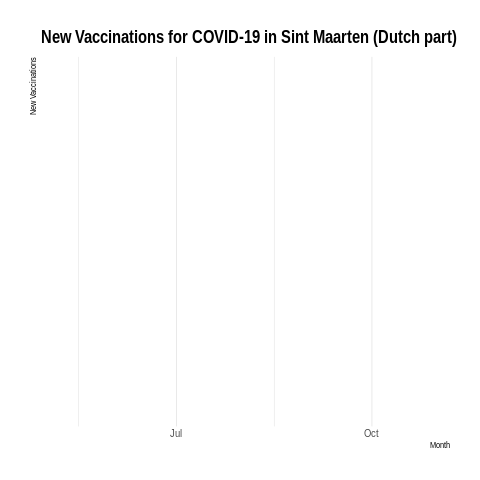 New Vaccinations for COVID-19 in Sint Maarten (Dutch part)
New Vaccinations
Jul
Oct
Month